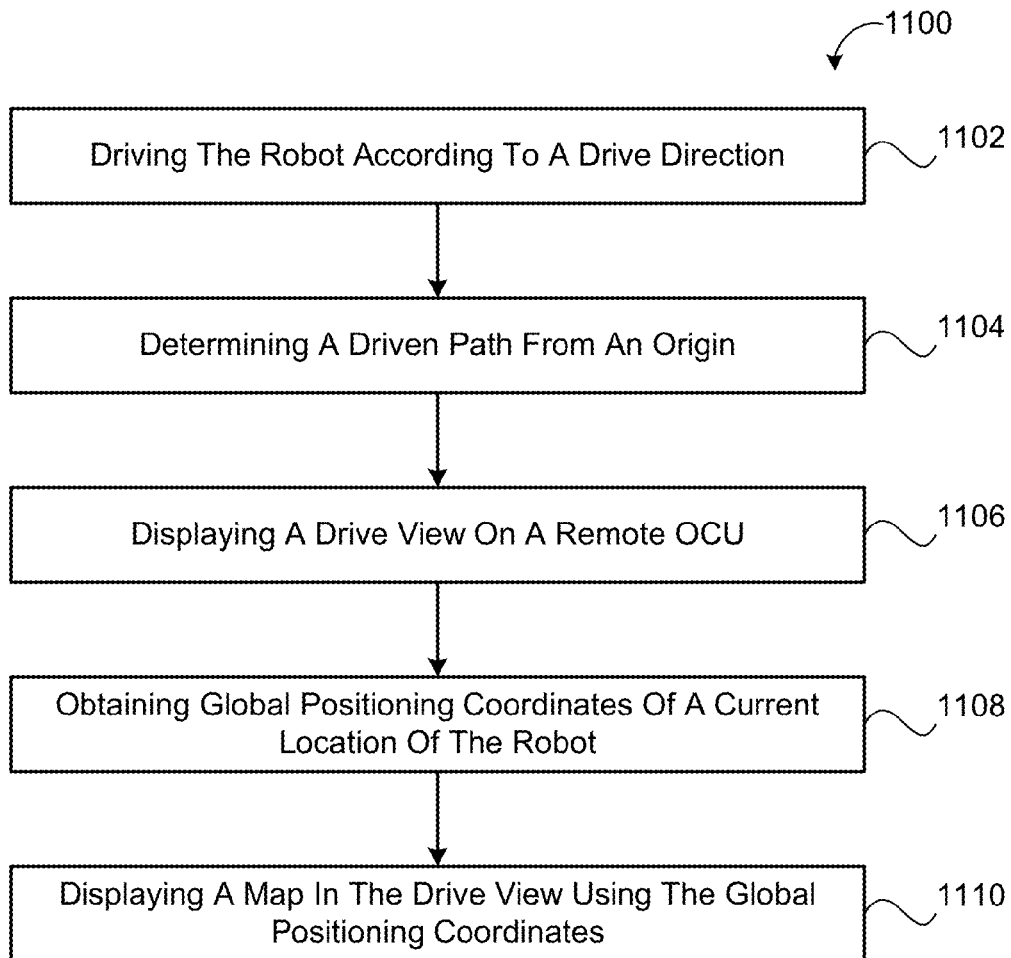 1100
Driving The Robot According To A Drive Direction
1102
Determining A Driven Path From An Origin
1104
Displaying A Drive View On A Remote OCU
1106
Obtaining Global Positioning Coordinates Of A Current
Location Of The Robot
1108
Displaying A Map In The Drive View Using The Global
Positioning Coordinates
1110